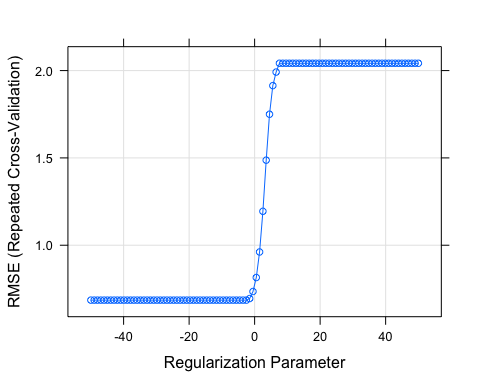 2.0
1.5
1.0
RMSE (Repeated Cross-Validation)
-40 -20 0 20 40
Regularization Parameter